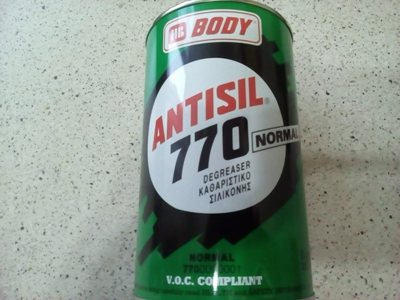 HB BODY
ANTISIL®
770 NORMAL
DEGREASER
ΚΑΘΑΡΙΣΤΙΚΟ
ΣΙΛΙΚΟΝΗΣ
NORMAL
V.O.C. COMPLIANT